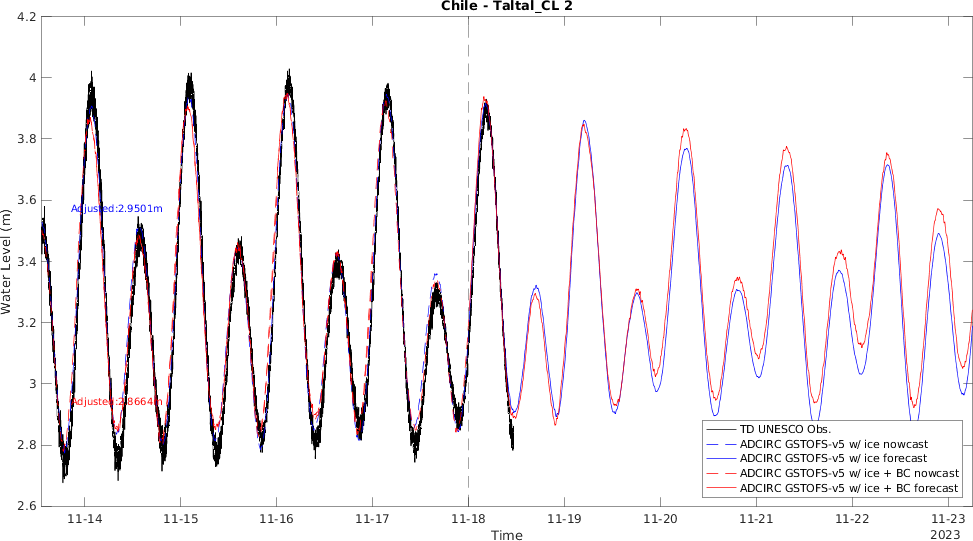 Chile - Taltal_CL 2
4.2
4
3.8
3.6
3.4
3.2
3
2.8
2.6
Water Level (m)
Adjusted:2.9501m
Adjusted:2.8664m
TD UNESCO Obs.
ADCIRC GSTOFS-v5 w/ ice nowcast
ADCIRC GSTOFS-v5 w/ ice forecast
ADCIRC GSTOFS-v5 w/ ice + BC nowcast
ADCIRC GSTOFS-v5 w/ ice + BC forecast
11-14 11-15 11-16 11-17 11-18 11-19 11-20 11-21 11-22 11-23
2023
Time